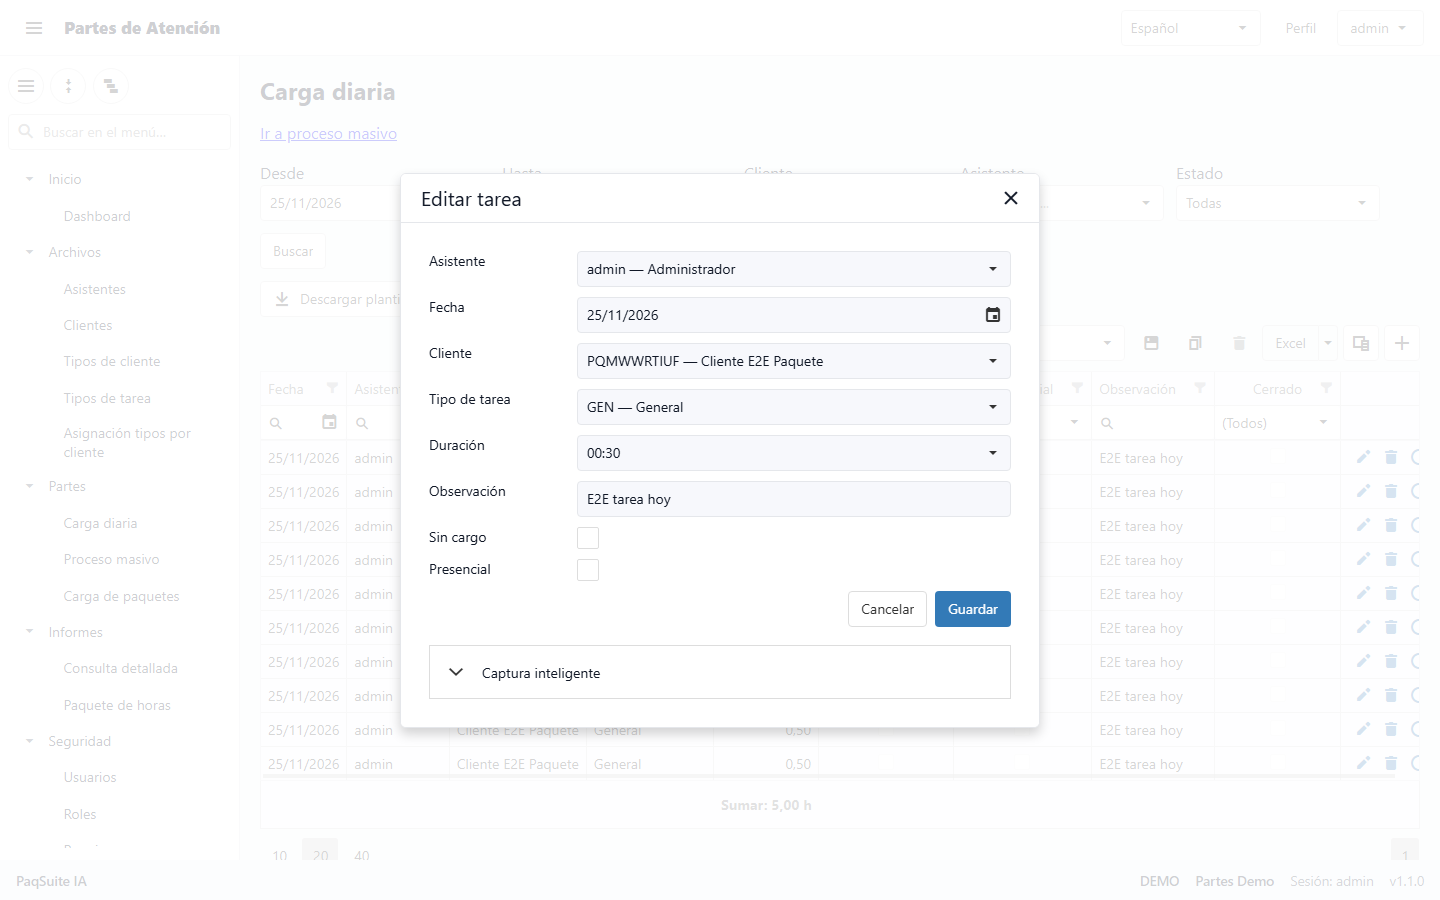 Partes de Atención
Español
Perfil
admin
Buscar en el menú...
Inicio
Dashboard
Archivos
Asistentes
Clientes
Tipos de cliente
Tipos de tarea
Asignación tipos por
cliente
Partes
Carga diaria
Proceso masivo
Carga de paquetes
Informes
Consulta detallada
Paquete de horas
Seguridad
Usuarios
Roles
Carga diaria
Ir a proceso masivo
Desde
Hasta
Cliente
Asistente
Estado
25/11/2026
Todas
Buscar
Descargar planti
Excel
Fecha
Observación
Cerrado
(Todos)
25/11/2026 admin E2E tarea hoy
25/11/2026 admin E2E tarea hoy
25/11/2026 admin E2E tarea hoy
25/11/2026 admin E2E tarea hoy
25/11/2026 admin E2E tarea hoy
25/11/2026 admin E2E tarea hoy
25/11/2026 admin E2E tarea hoy
25/11/2026 admin E2E tarea hoy
25/11/2026 admin Cliente E2E Paquete General 0,50 E2E tarea hoy
25/11/2026 admin Cliente E2E Paquete General 0,50 E2E tarea hoy
Sumar: 5,00 h
10 20 40
1
Editar tarea
Asistente
admin — Administrador
Fecha
25/11/2026
Cliente
PQMWWRTIUF — Cliente E2E Paquete
Tipo de tarea
GEN — General
Duración
00:30
Observación
E2E tarea hoy
Sin cargo
Presencial
Cancelar
Guardar
Captura inteligente
PaqSuite IA
DEMO Partes Demo Sesión: admin v1.1.0